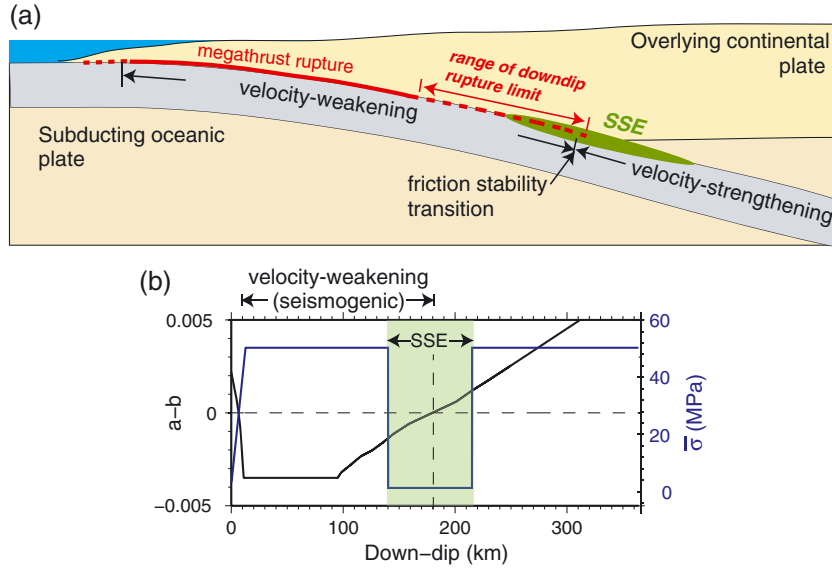 (a)
Overlying continental
plate
megathrust rupture
range of downdip
rupture limit
velocity-weakening
SSE
Subducting oceanic
plate
friction stability
transition
velocity-strengthening
(b)
velocity-weakening
(seismogenic)
0.005
60
SSE
40
a−b
0
20
σ̅ (MPa)
0
−0.005
0
100
200
300
Down−dip (km)